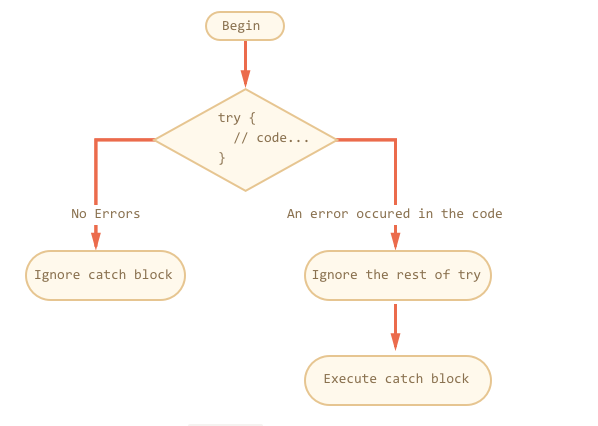 Begin
try {
// code...
}
No Errors
An error occured in the code
Ignore catch block
Ignore the rest of try
Execute catch block